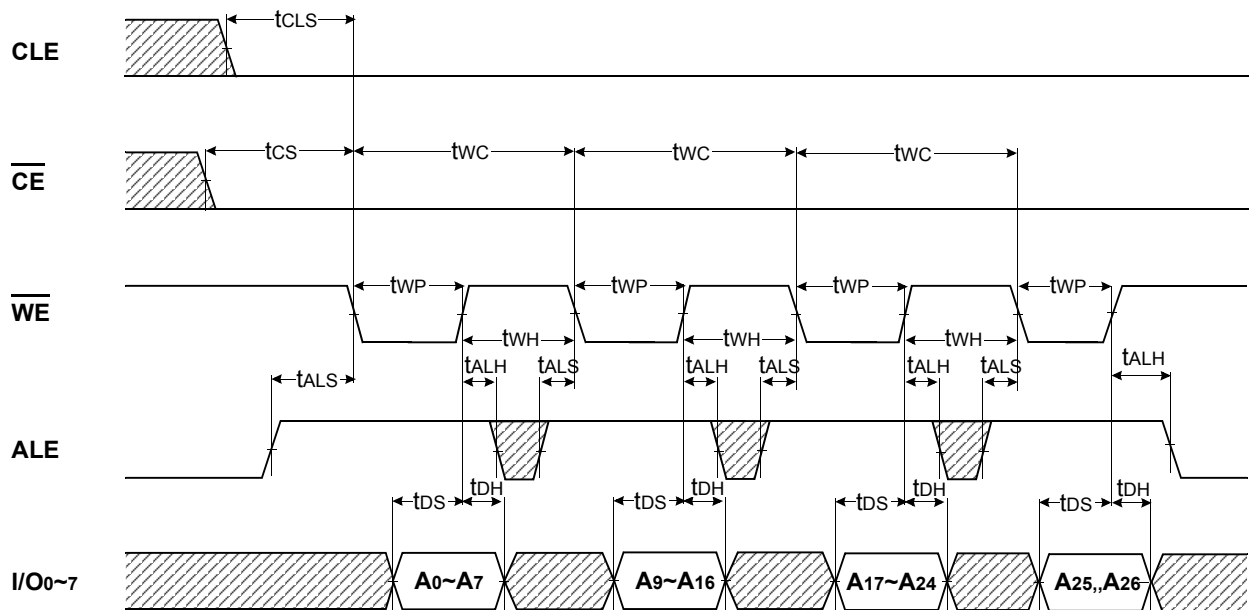 tCLS
CLE
tCS tWC tWC tWC
CE
tWP tWP tWP tWP
WE
tWH tWH tWH
tALH tALS tALH tALS tALH tALS tALH
tALS
ALE
tDS tDH tDS tDH tDS tDH tDS tDH
I/O0~7 A0~A7 A9~A16 A17~A24 A25,,A26